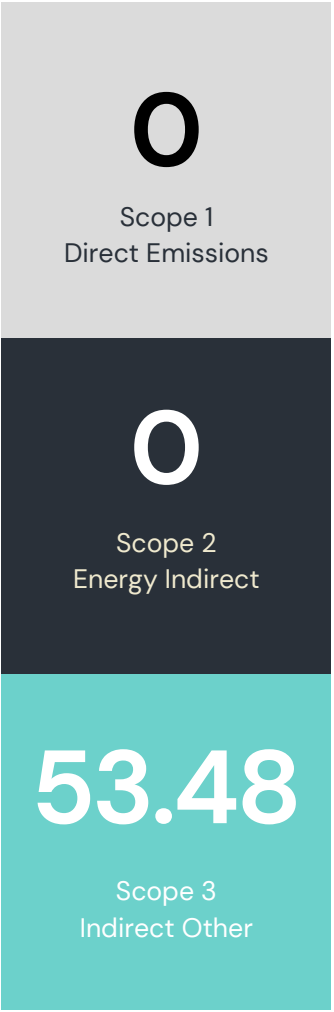 0
Scope 1
Direct Emissions
0
Scope 2
Energy Indirect
53.48
Scope 3
Indirect Other